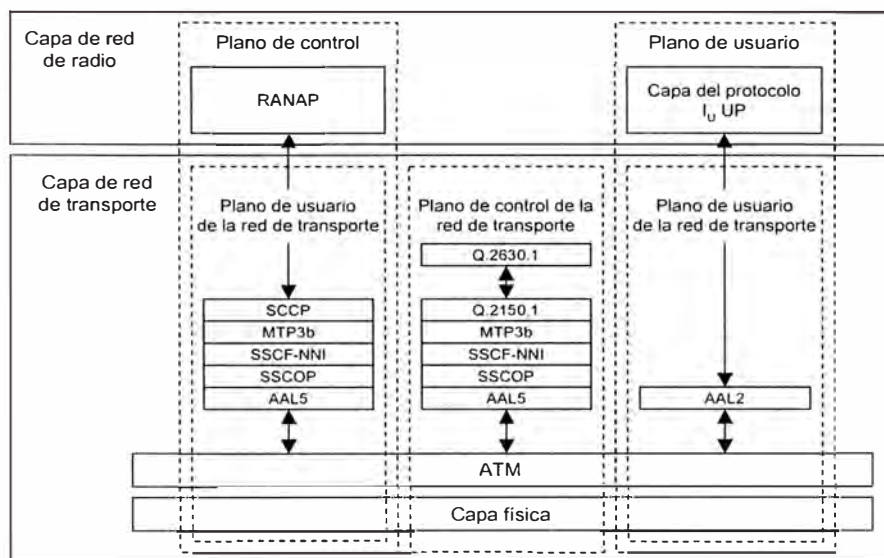 Capa de red
de radio
Plano de control
Plano de usuario
RANAP
Capa del protocolo
Iu UP
Capa de red
de transporte
Plano de usuario
de la red de transporte
Plano de control de la
red de transporte
Plano de usuario
de la red de transporte
Q.2630.1
SCCP
MTP3b
SSCF-NNI
SSCOP
AAL5
Q.2150.1
MTP3b
SSCF-NNI
SSCOP
AAL5
AAL2
ATM
Capa física